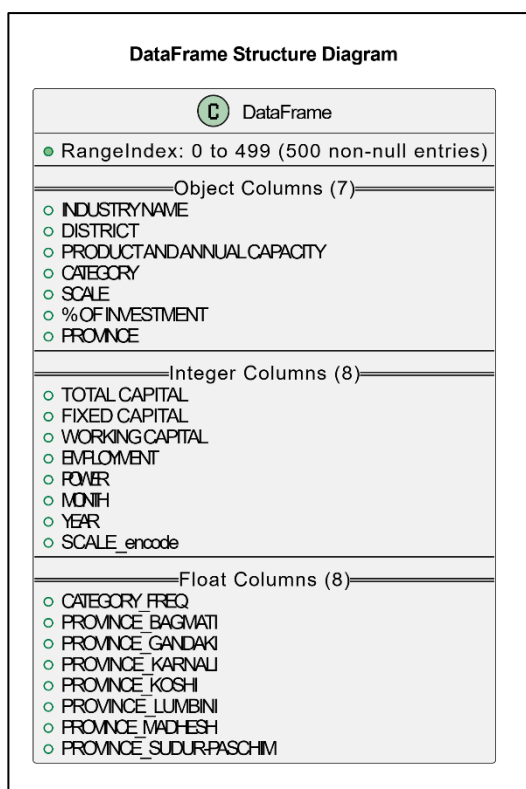 DataFrame Structure Diagram
C DataFrame
RangeIndex: 0 to 499 (500 non-null entries)
Object Columns (7)
INDUSTRY NAME
DISTRICT
PRODUCT AND ANNUAL CAPACITY
CATEGORY
SCALE
% OF INVESTMENT
PROVINCE
Integer Columns (8)
TOTAL CAPITAL
FIXED CAPITAL
WORKING CAPITAL
EMPLOYMENT
POWER
MONTH
YEAR
SCALE_encode
Float Columns (8)
CATEGORY_FREQ
PROVINCE_BAGMATI
PROVINCE_GANDAKI
PROVINCE_KARNALI
PROVINCE_KOSHI
PROVINCE_LUMBINI
PROVINCE_MADHESH
PROVINCE_SUDUR-PASCHIM